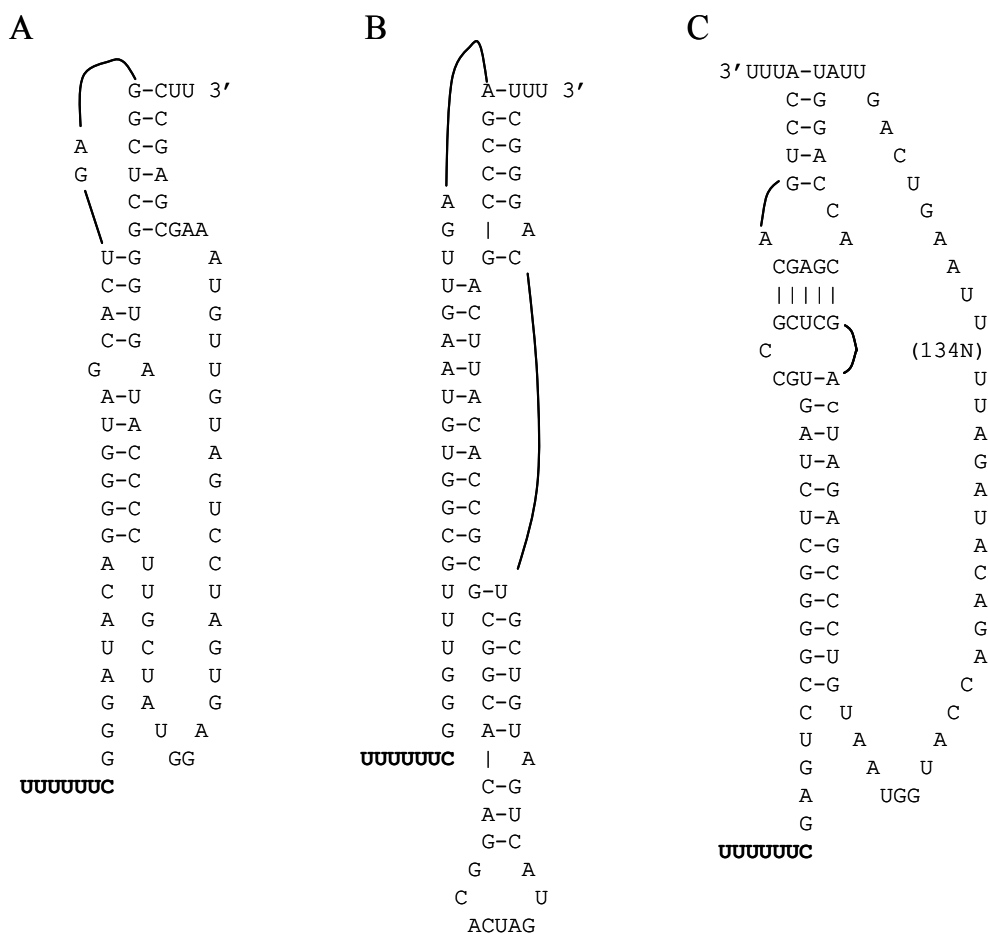 A
G-CUU 3′
G-C
A C-G
G U-A
C-G
G-CGAA
U-G A
C-G U
A-U G
C-G U
G A U
A-U G
U-A U
G-C A
G-C G
G-C U
G-C C
A U C
C U U
A G A
U C G
A U U
G A G
G U A
G GG
UUUUUUC
B
A-UUU 3′
G-C
C-G
C-G
A C-G
G | A
U G-C
U-A
G-C
A-U
A-U
U-A
G-C
U-A
G-C
G-C
C-G
G-C
U G-U
U C-G
U G-C
G G-U
G C-G
G A-U
UUUUUUC | A
C-G
A-U
G-C
G A
C U
ACUAG
C
3′UUUA-UAUU
C-G G
C-G A
U-A C
G-C U
C G
A A A
CGAGC A
||||| U
GCUCG U
C (134N)
CGU-A U
G-c U
A-U A
U-A G
C-G A
U-A U
C-G A
G-C C
G-C A
G-C G
G-U A
C-G C
C U C
U A A
G A U
A UGG
G
UUUUUUC